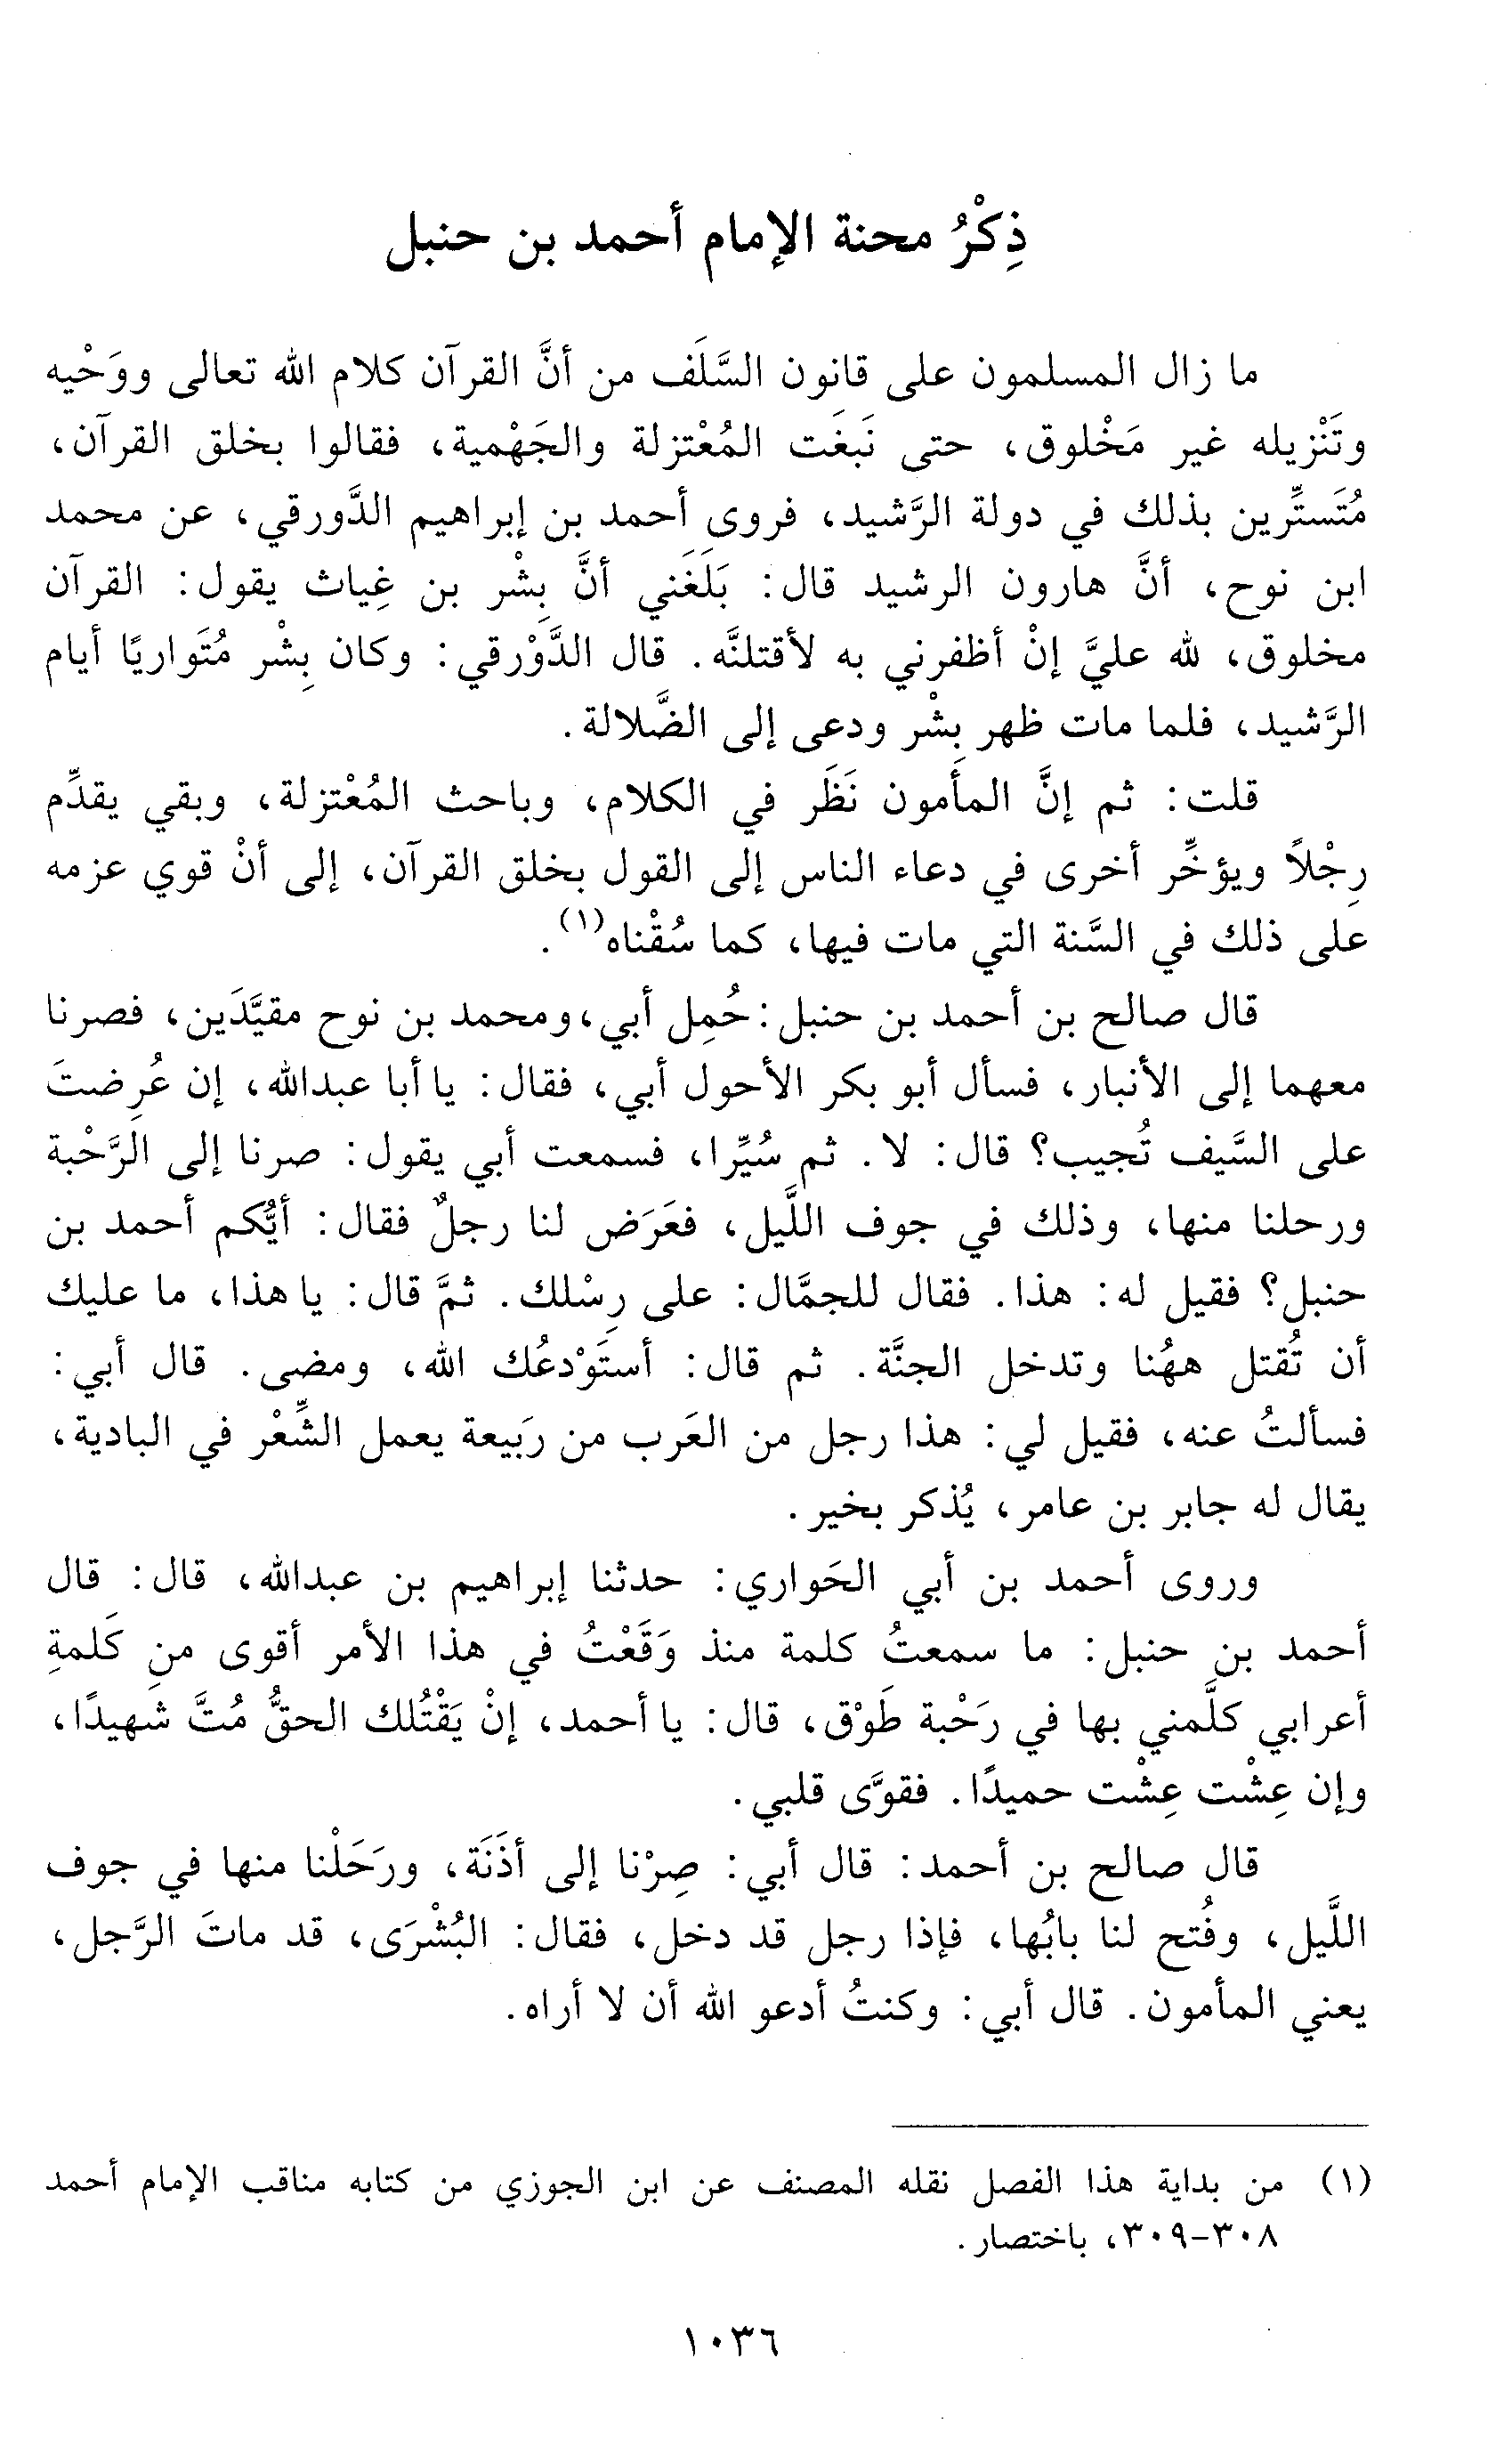 ذِكْرُ محنة الإمام أحمد بن حنبل
ما زال المسلمون على قانون السَّلَف من أنَّ القرآن كلام الله تعالى ووَحْيه
وتَنْزيله غير مَخْلوق، حتى نَبغَت المُعْتزلة والجَهْمية، فقالوا بخلق القرآن،
مُتَستِّرين بذلك في دولة الرَّشيد، فروى أحمد بن إبراهيم الدَّورقي، عن محمد
ابن نوح، أنَّ هارون الرشيد قال: بَلَغَني أنَّ بِشْر بن غِياث يقول: القرآن
مخلوق، لله عليَّ إنْ أظفرني به لأقتلنَّه. قال الدَّوْرقي: وكان بِشْر مُتَواريًا أيام
الرَّشيد، فلما مات ظهر بِشْر ودعى إلى الضَّلالة.
قلت: ثم إنَّ المأمون نَظَر في الكلام، وباحث المُعْتزلة، وبقي يقدِّم
رِجْلاً ويؤخِّر أخرى في دعاء الناس إلى القول بخلق القرآن، إلى أنْ قوي عزمه
على ذلك في السَّنة التي مات فيها، كما سُقْناه(١).
قال صالح بن أحمد بن حنبل: حُمِل أبي، ومحمد بن نوح مقيَّدَين، فصرنا
معهما إلى الأنبار، فسأل أبو بكر الأحول أبي، فقال: يا أبا عبدالله، إن عُرِضتَ
على السَّيف تُجيب؟ قال: لا. ثم سُيِّرا، فسمعت أبي يقول: صرنا إلى الرَّحْبة
ورحلنا منها، وذلك في جوف اللَّيل، فعَرَض لنا رجلٌ فقال: أيُّكم أحمد بن
حنبل؟ فقيل له: هذا. فقال للجمَّال: على رِسْلك. ثمَّ قال: يا هذا، ما عليك
أن تُقتل ههُنا وتدخل الجنَّة. ثم قال: أستَوْدعُك الله، ومضى. قال أبي:
فسألتُ عنه، فقيل لي: هذا رجل من العَرب من رَبيعة يعمل الشِّعْر في البادية،
يقال له جابر بن عامر، يُذكر بخير.
وروى أحمد بن أبي الحَواري: حدثنا إبراهيم بن عبدالله، قال: قال
أحمد بن حنبل: ما سمعتُ كلمة منذ وَقَعْتُ في هذا الأمر أقوى من كَلمةِ
أعرابي كلَّمني بها في رَحْبة طَوْق، قال: يا أحمد، إنْ يَقْتُلك الحقُّ مُتَّ شهيدًا،
وإن عِشْت عِشْت حميدًا. فقوَّى قلبي.
قال صالح بن أحمد: قال أبي: صِرْنا إلى أذَنَة، ورَحَلْنا منها في جوف
اللَّيل، وفُتح لنا بابُها، فإذا رجل قد دخل، فقال: البُشْرَى، قد ماتَ الرَّجل،
يعني المأمون. قال أبي: وكنتُ أدعو الله أن لا أراه.
(١) من بداية هذا الفصل نقله المصنف عن ابن الجوزي من كتابه مناقب الإمام أحمد
٣٠٨-٣٠٩، باختصار.
١٠٣٦